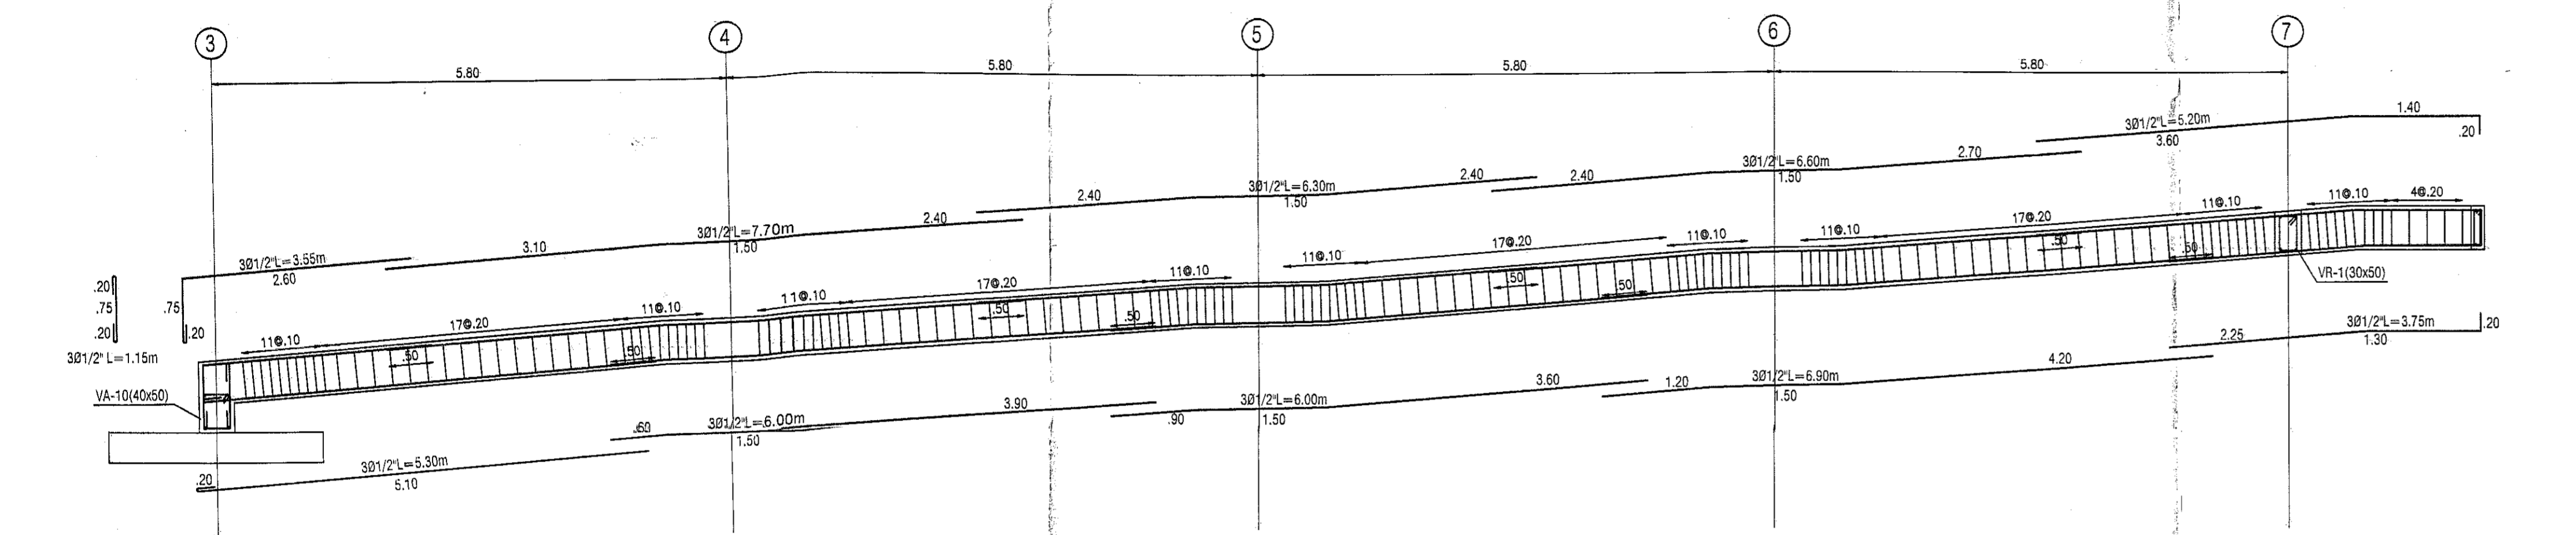 3 4 5 6 7
5.80 5.80 5.80 5.80
1.40
3Ø1/2"L=5.20m
.20
3.60
3Ø1/2"L=6.60m
2.70
2.40 2.40 1.50
3Ø1/2"L=6.30m
2.40 1.50
3Ø1/2"L=7.70m
2.40
3.10 1.50
3Ø1/2"L=3.55m
2.60
.20
.75 .75
.20 .20
3Ø1/2" L=1.15m
11@.10 17@.20 11@.10
11@.10 17@.20 11@.10
11@.10 17@.20 11@.10
11@.10 17@.20 11@.10
11@.10 4@.20
.50 .50 .50 .50 .50 .50 .50 .50
VR-1(30x50)
VA-10(40x50)
3Ø1/2"L=3.75m
.20
2.25 1.30
4.20
3Ø1/2"L=6.90m
1.20 1.50
3.60
3Ø1/2"L=6.00m
.90 1.50
3.90
3Ø1/2"L=6.00m
.60 1.50
3Ø1/2"L=5.30m
.20 5.10